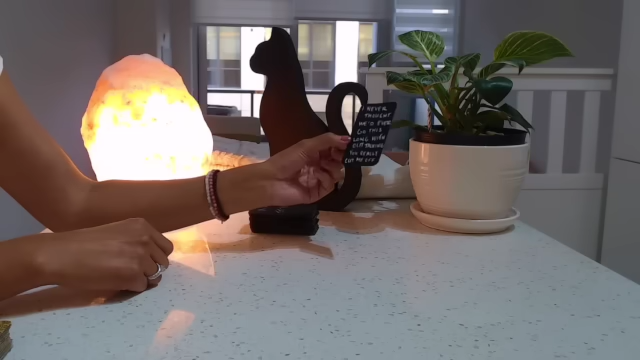 NEVER
THOUGHT
WE'D EVER
GO THIS
LONG WITH
OUT TALKING
YOU REALLY
CUT ME OFF